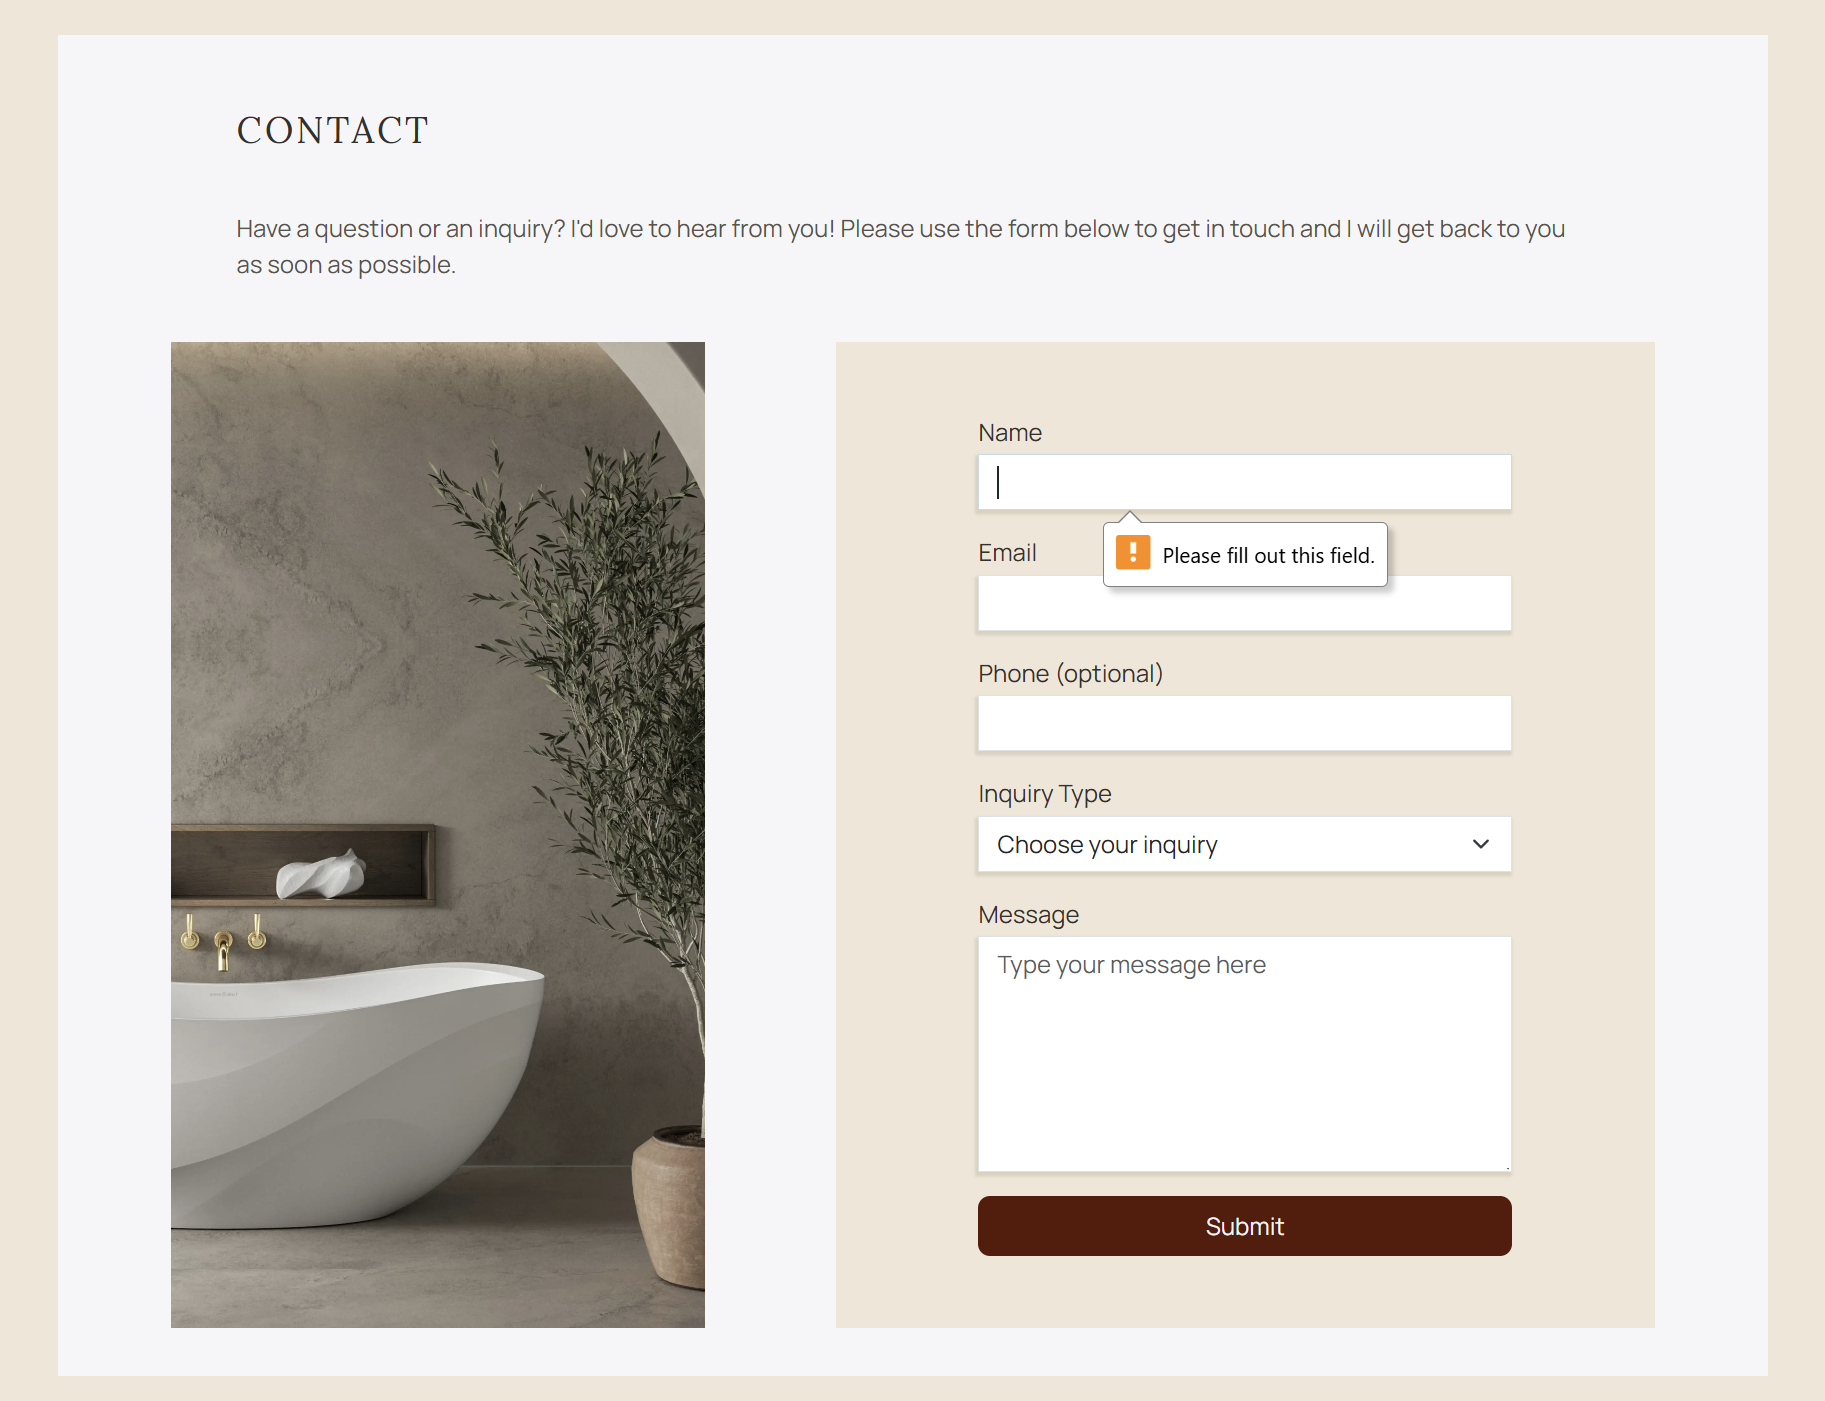 CONTACT
Have a question or an inquiry? I'd love to hear from you! Please use the form below to get in touch and I will get back to you
as soon as possible.
Name
Please fill out this field.
Email
Phone (optional)
Inquiry Type
Choose your inquiry
Message
Type your message here
Submit